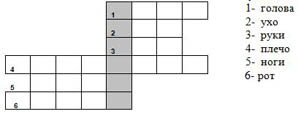 1
2
3
4
5
6
1- голова
2- ухо
3- руки
4- плечо
5- ноги
6- рот